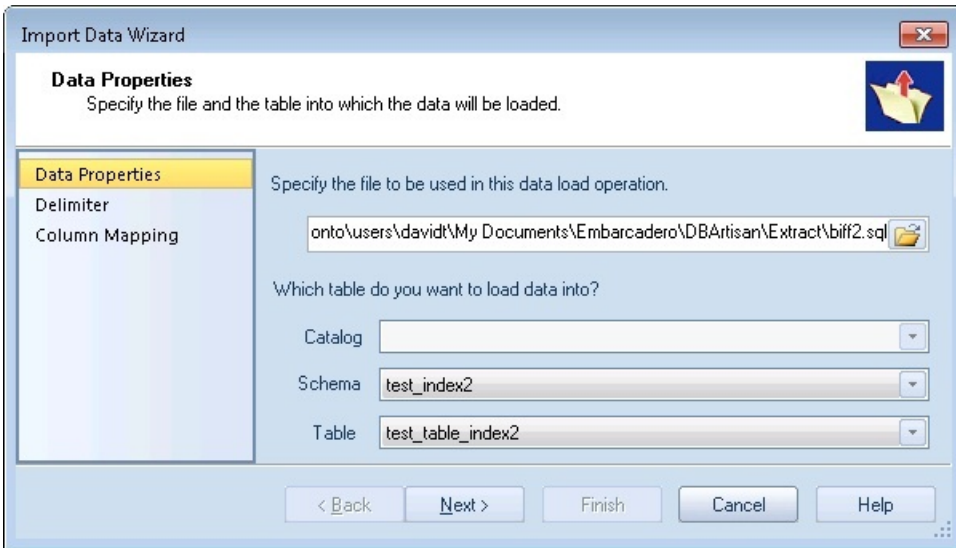 Import Data Wizard
Data Properties
Specify the file and the table into which the data will be loaded.
Data Properties
Delimiter
Column Mapping
Specify the file to be used in this data load operation.
onto\users\davidt\My Documents\Embarcadero\DBArtisan\Extract\biff2.sql
Which table do you want to load data into?
Catalog
Schema test_index2
Table test_table_index2
< Back Next > Finish Cancel Help